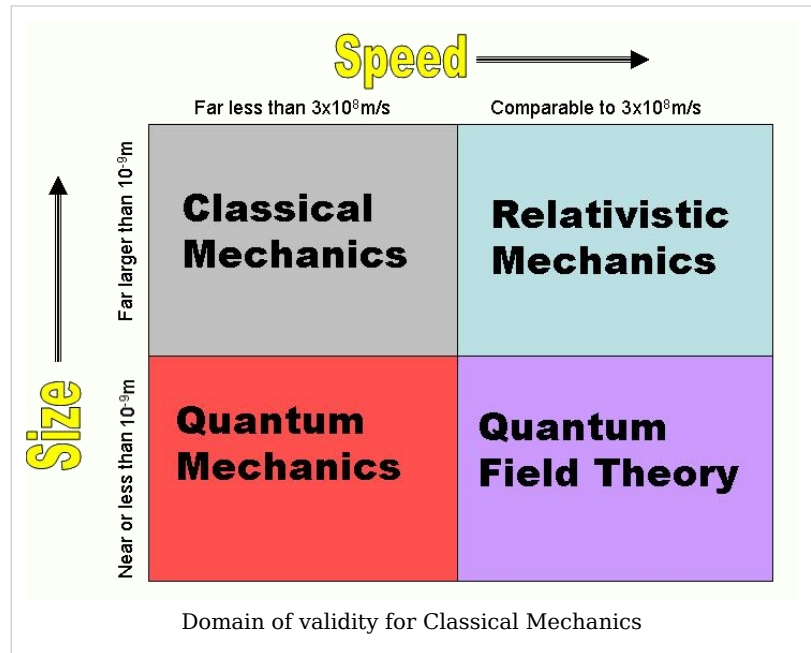 Speed
Far less than 3x10⁸m/s
Comparable to 3x10⁸m/s
Size
Far larger than 10⁻⁹m
Classical
Mechanics
Relativistic
Mechanics
Near or less than 10⁻⁹m
Quantum
Mechanics
Quantum
Field Theory
Domain of validity for Classical Mechanics